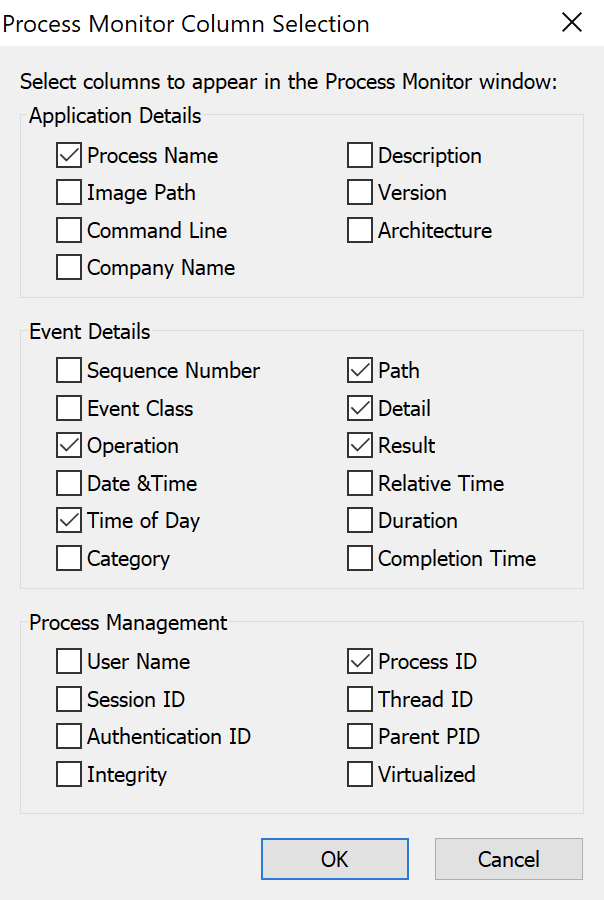 Process Monitor Column Selection
Select columns to appear in the Process Monitor window:
Application Details
Process Name
Description
Image Path
Version
Command Line
Architecture
Company Name
Event Details
Sequence Number
Path
Event Class
Detail
Operation
Result
Date &Time
Relative Time
Time of Day
Duration
Category
Completion Time
Process Management
User Name
Process ID
Session ID
Thread ID
Authentication ID
Parent PID
Integrity
Virtualized
OK
Cancel